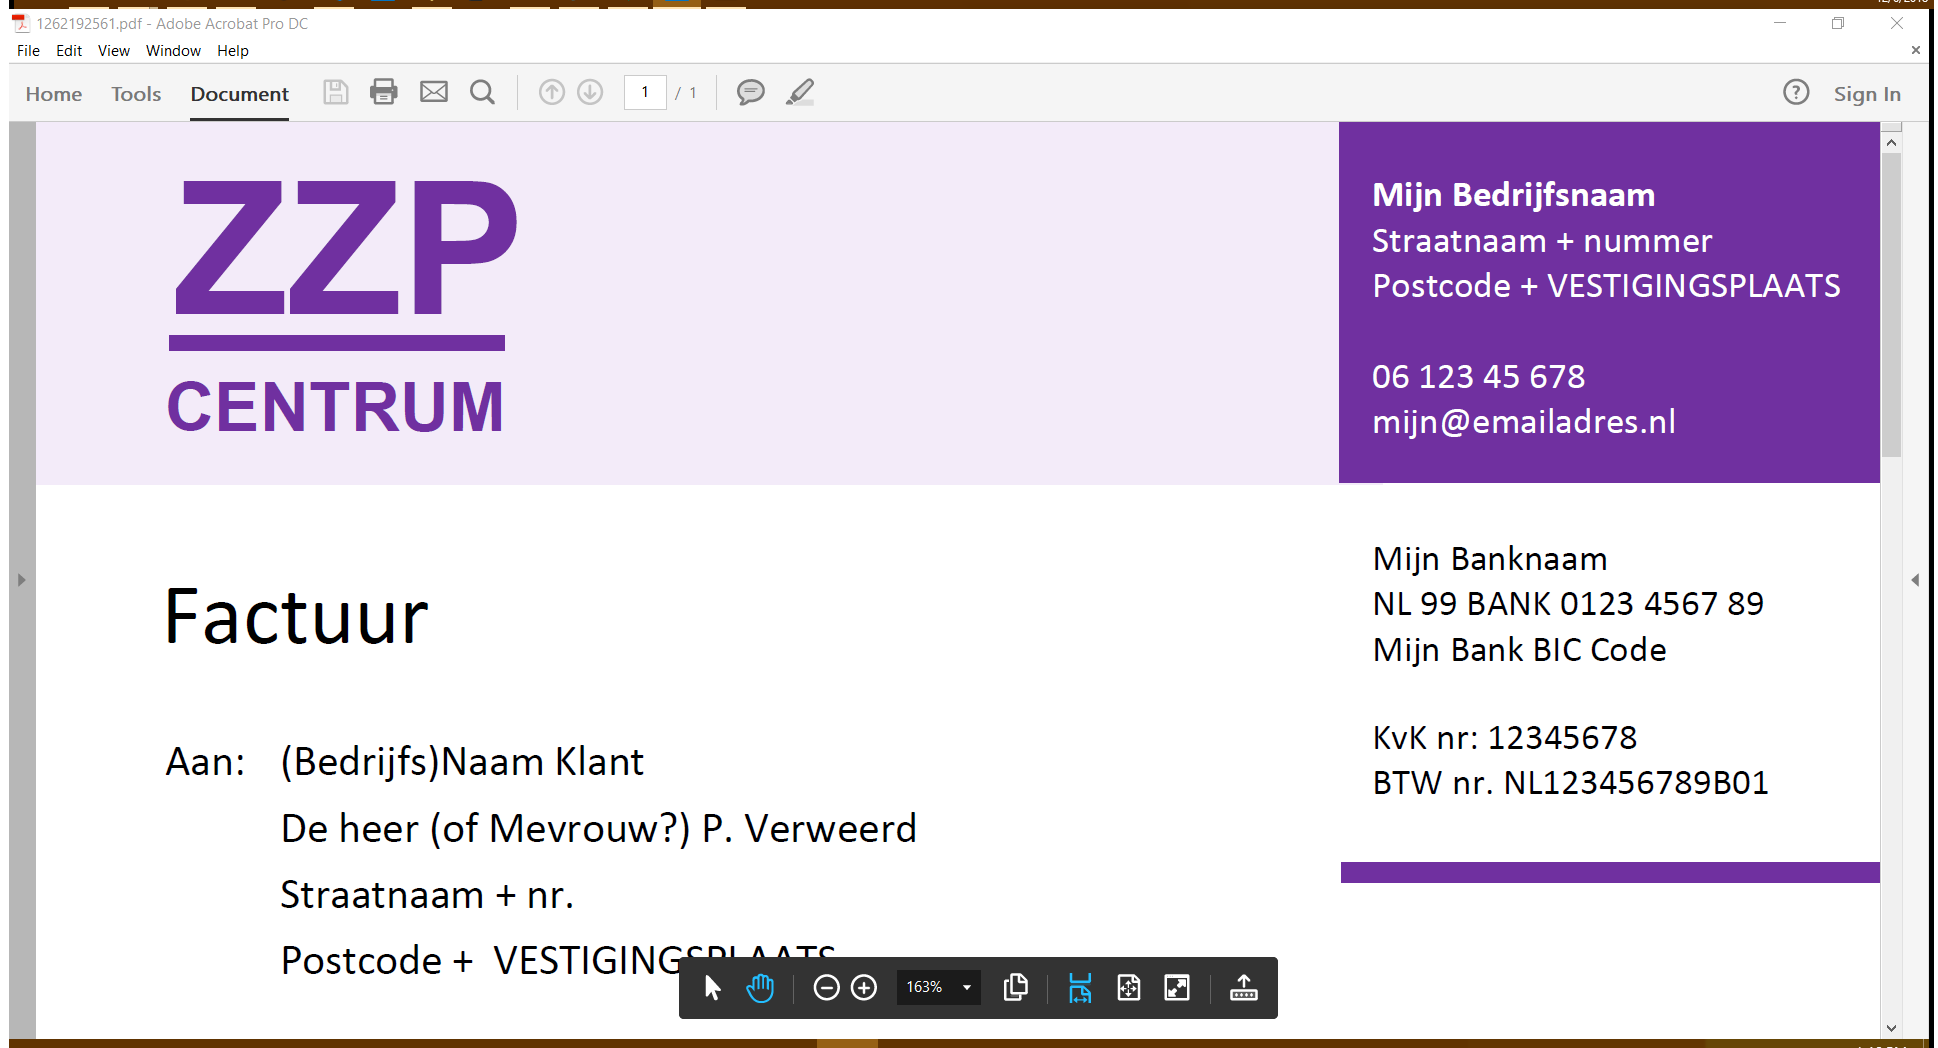 1262192561.pdf - Adobe Acrobat Pro DC
File Edit View Window Help
Home Tools Document 1 / 1 Sign In
ZZP
CENTRUM
Mijn Bedrijfsnaam
Straatnaam + nummer
Postcode + VESTIGINGSPLAATS
06 123 45 678
mijn@emailadres.nl
Mijn Banknaam
NL 99 BANK 0123 4567 89
Mijn Bank BIC Code
KvK nr: 12345678
BTW nr. NL123456789B01
Factuur
Aan: (Bedrijfs)Naam Klant
De heer (of Mevrouw?) P. Verweerd
Straatnaam + nr.
Postcode + VESTIGINGSPLAATS
163%